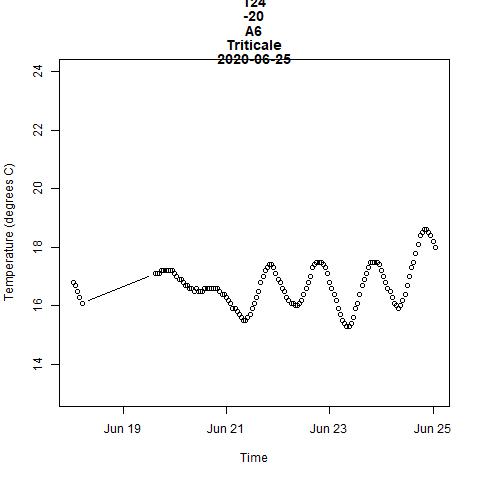 124
-20
A6
Triticale
2020-06-25
Temperature (degrees C)
24
22
20
18
16
14
Jun 19
Jun 21
Jun 23
Jun 25
Time